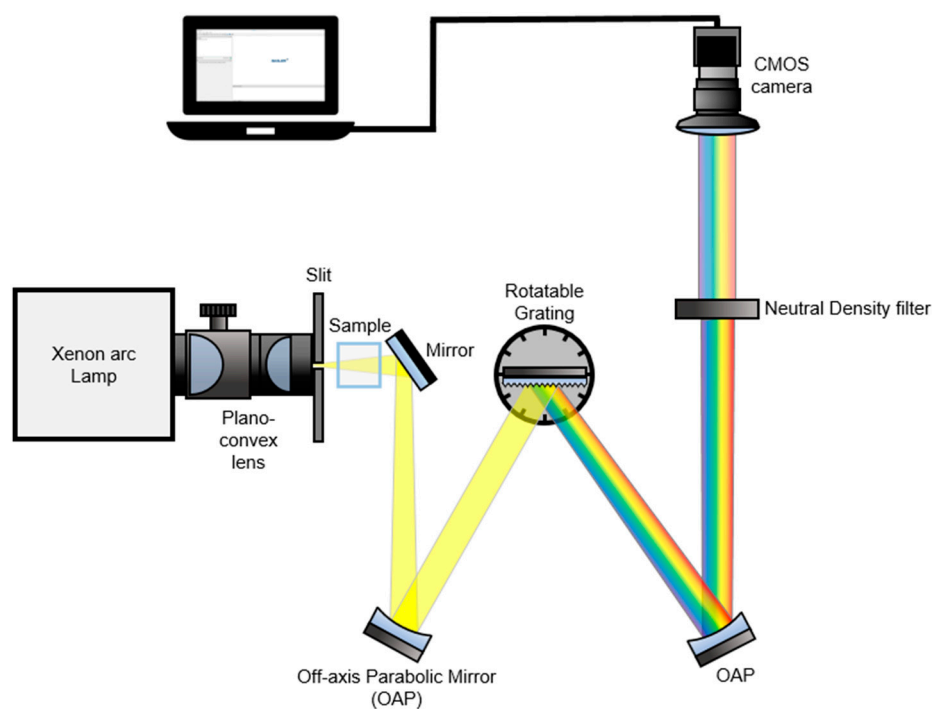 CMOS
camera
Slit
Rotatable
Grating
Sample
Neutral Density filter
Mirror
Xenon arc
Lamp
Plano-
convex
lens
Off-axis Parabolic Mirror
(OAP)
OAP